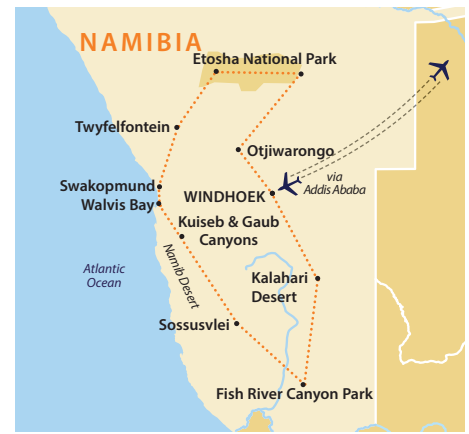 NAMIBIA
Etosha National Park
Twyfelfontein
Otjiwarongo
via
Addis Ababa
Swakopmund
WINDHOEK
Walvis Bay
Kuiseb & Gaub
Canyons
Namib Desert
Atlantic
Ocean
Kalahari
Desert
Sossusvlei
Fish River Canyon Park